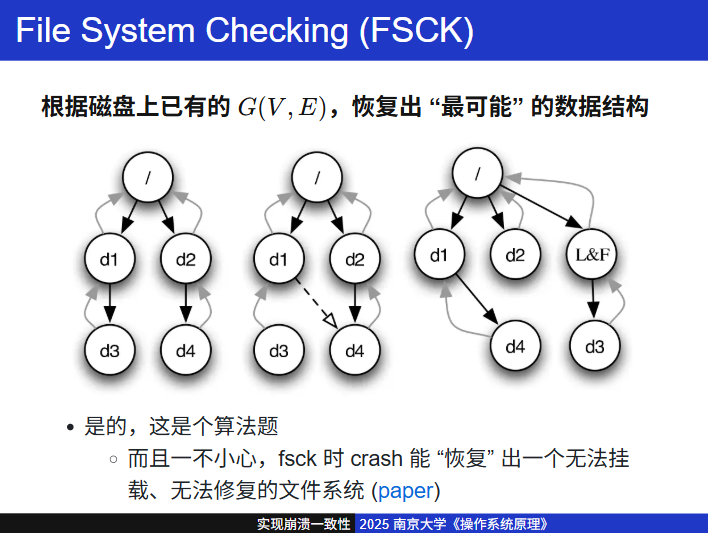 File System Checking (FSCK)
根据磁盘上已有的 G(V, E)，恢复出 “最可能” 的数据结构
/
d1
d2
d3
d4
/
d1
d2
d3
d4
/
d1
d2
L&F
d4
d3
是的，这是个算法题
而且一不小心，fsck 时 crash 能 “恢复” 出一个无法挂
载、无法修复的文件系统 (paper)
实现崩溃一致性 2025 南京大学《操作系统原理》